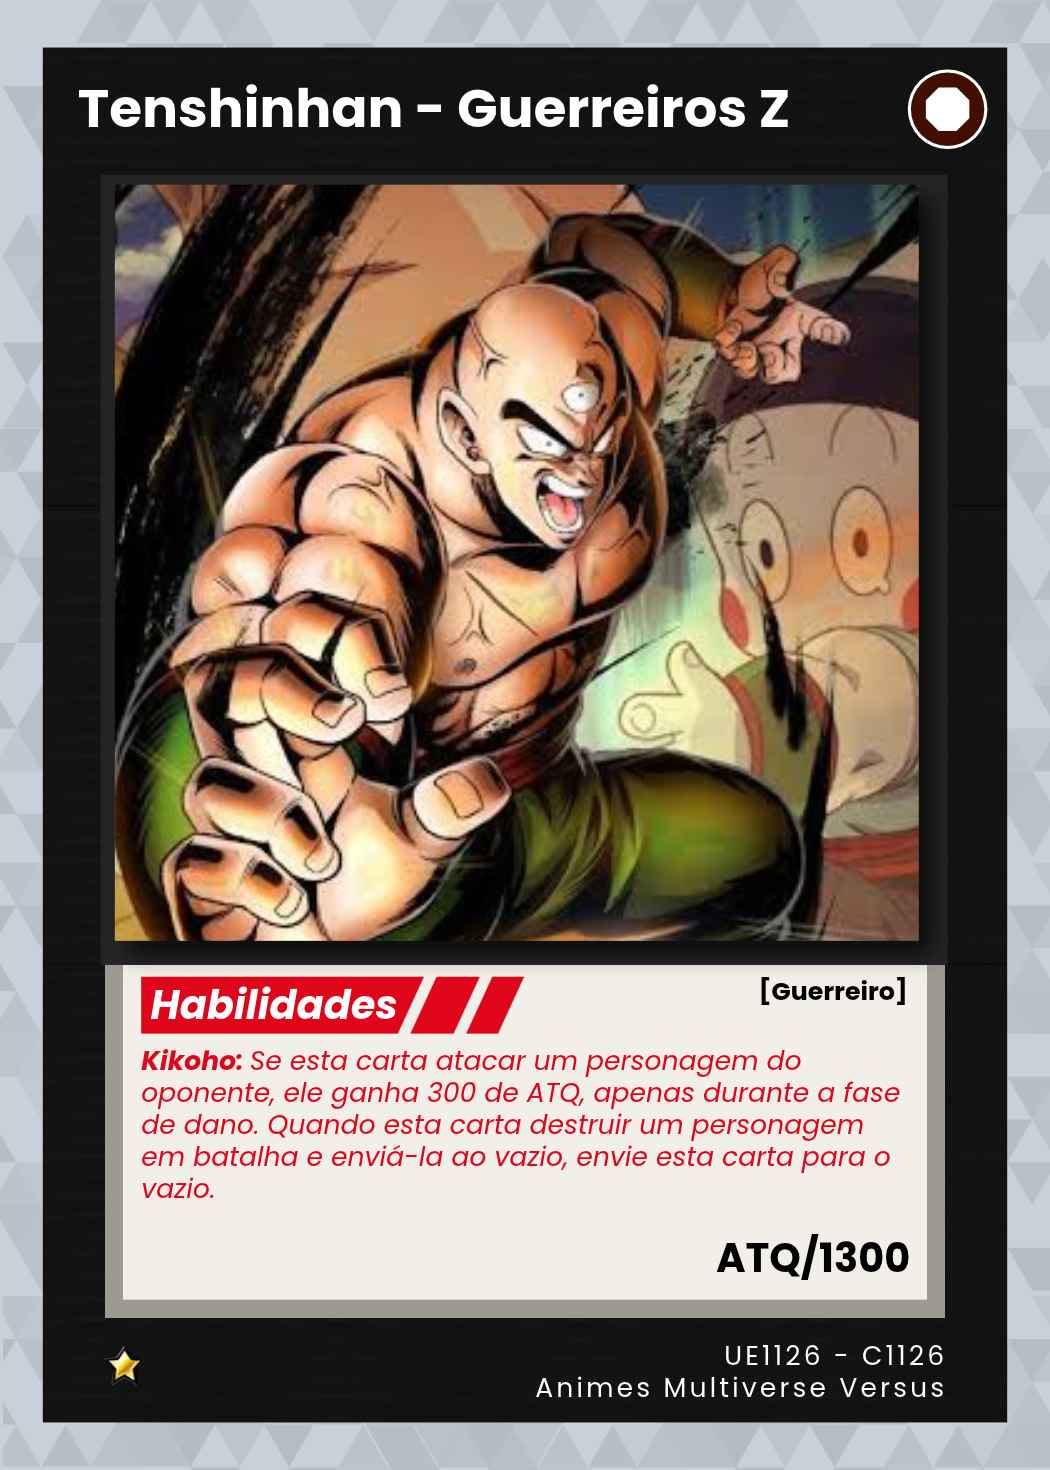 Tenshinhan - Guerreiros Z
Habilidades
[Guerreiro]
Kikoho: Se esta carta atacar um personagem do
oponente, ele ganha 300 de ATQ, apenas durante a fase
de dano. Quando esta carta destruir um personagem
em batalha e enviá-la ao vazio, envie esta carta para o
vazio.
ATQ/1300
UE1126 - C1126
Animes Multiverse Versus